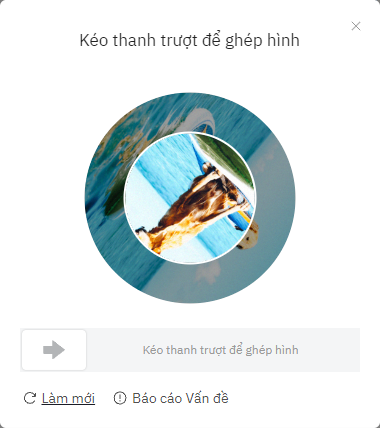 Kéo thanh trượt để ghép hình
Kéo thanh trượt để ghép hình
Làm mới
Báo cáo Vấn đề